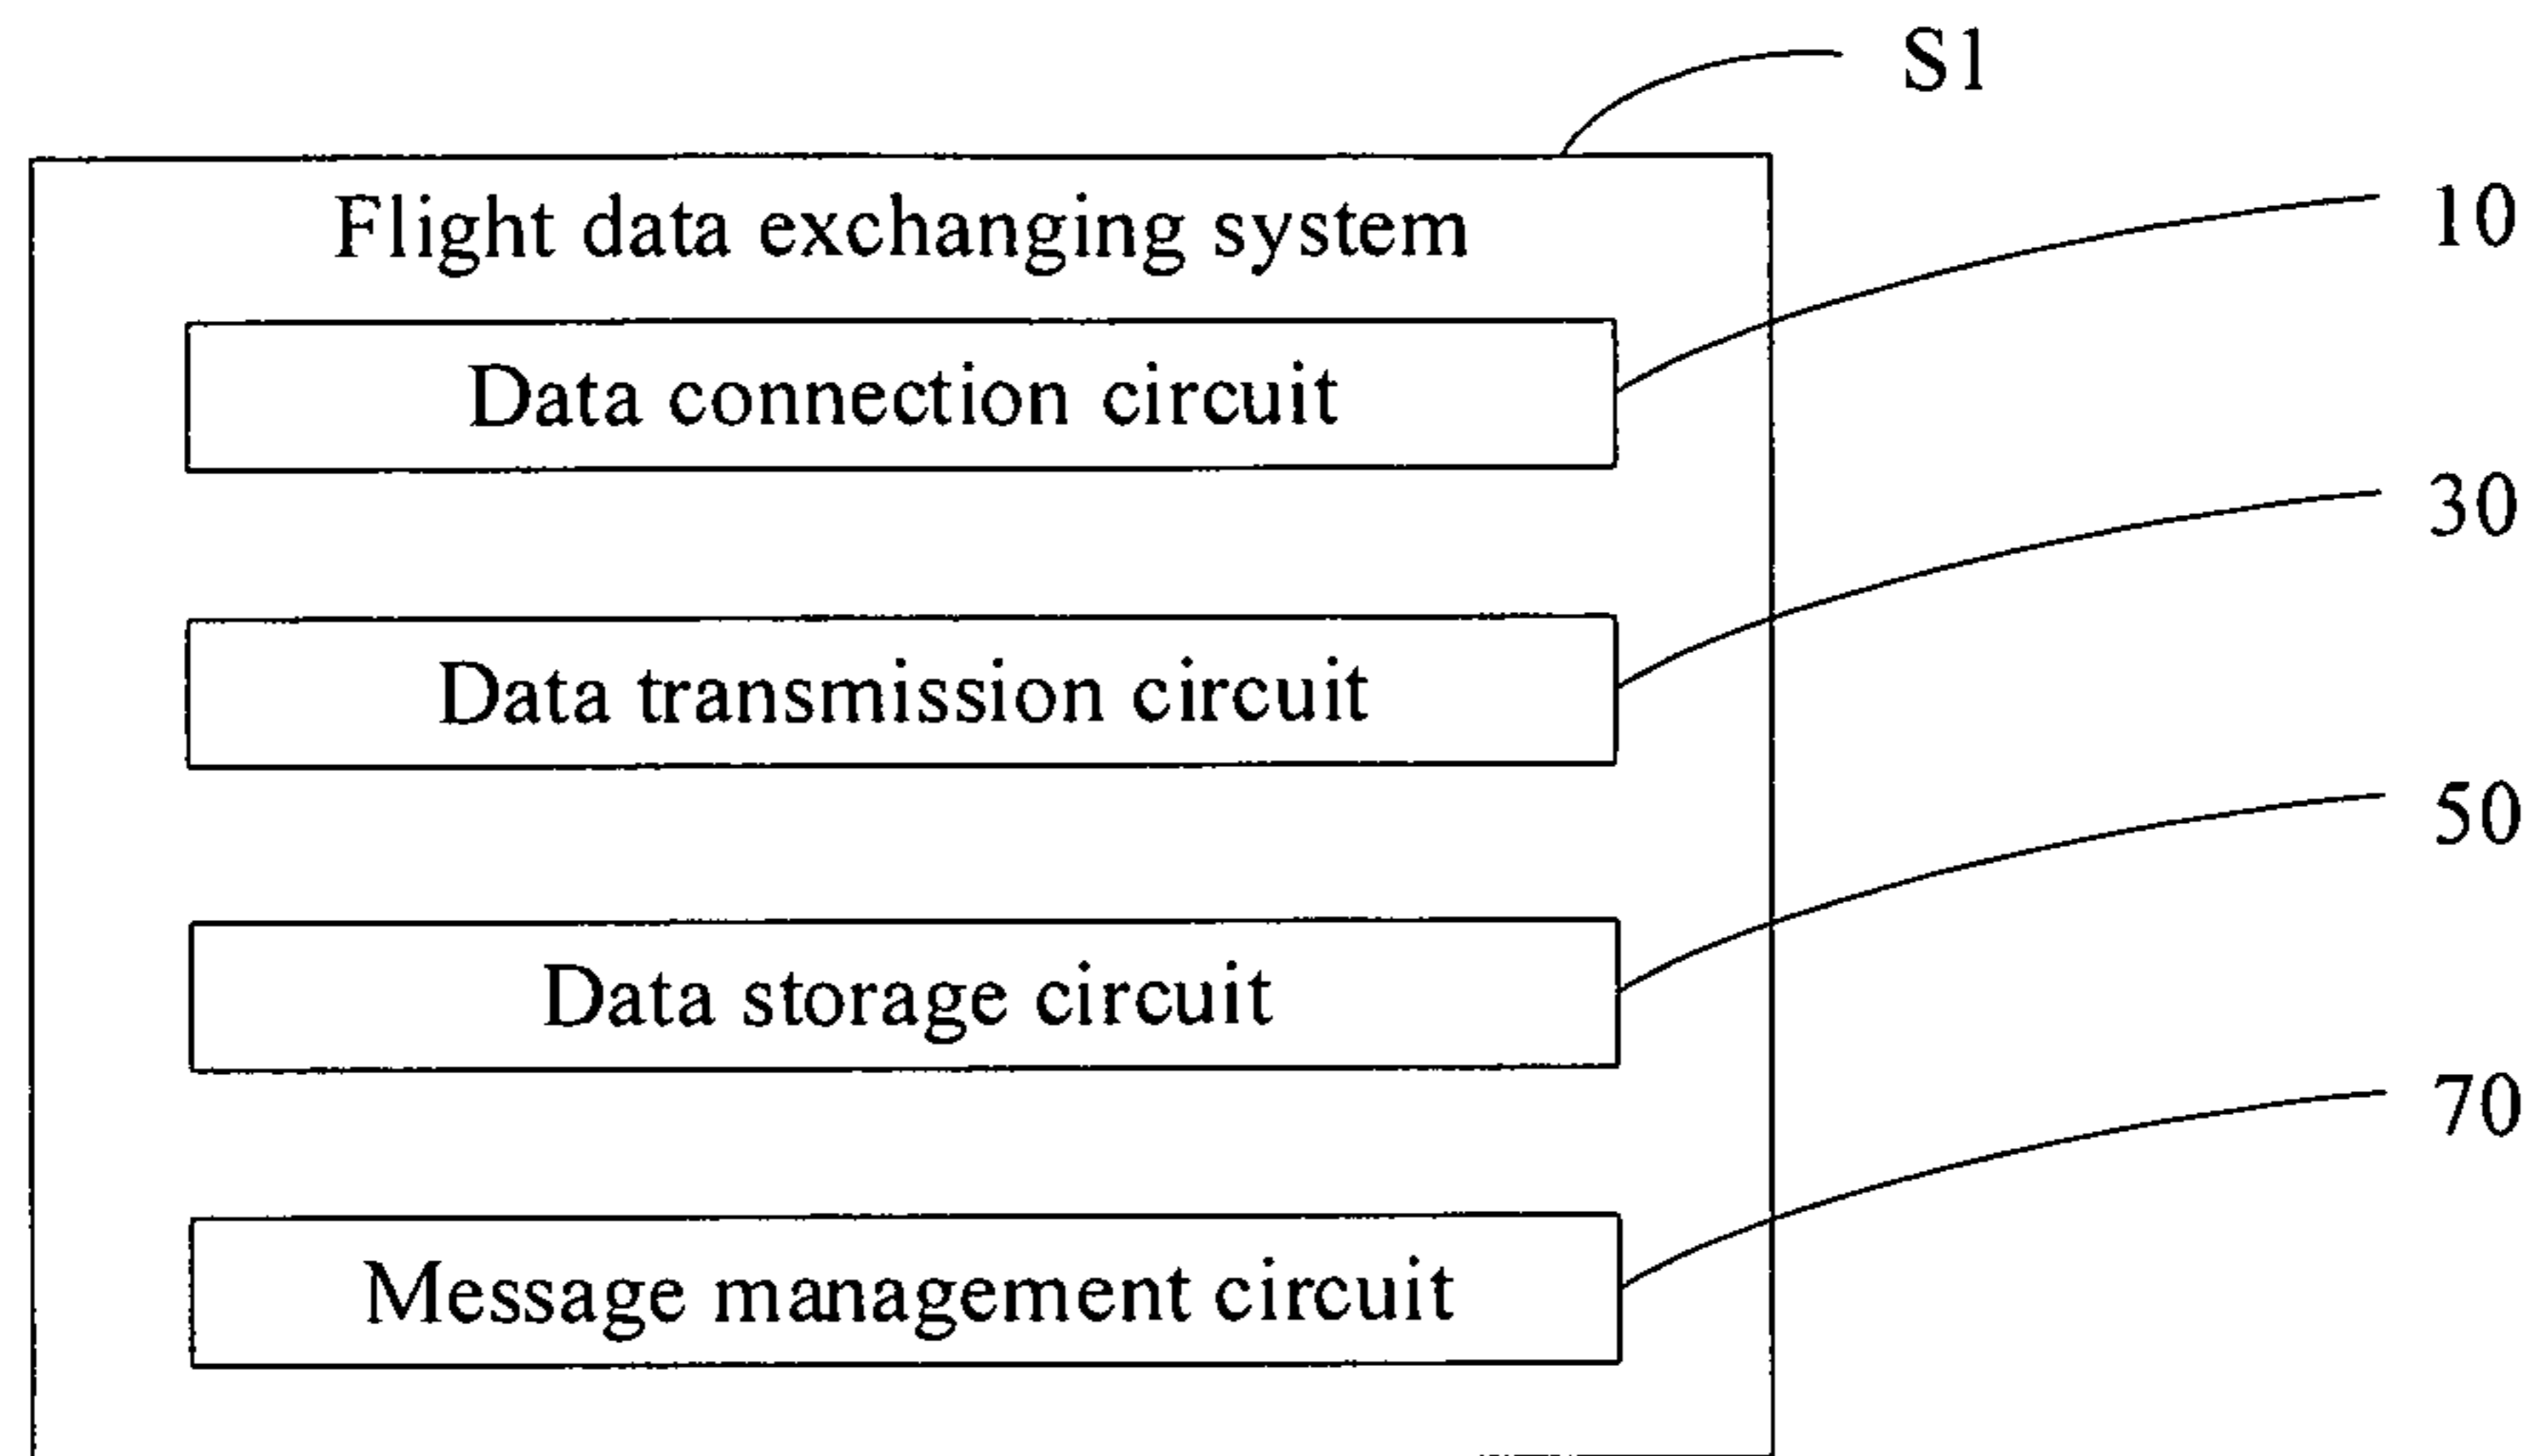 S1
Flight data exchanging system
10
Data connection circuit
30
Data transmission circuit
50
Data storage circuit
70
Message management circuit